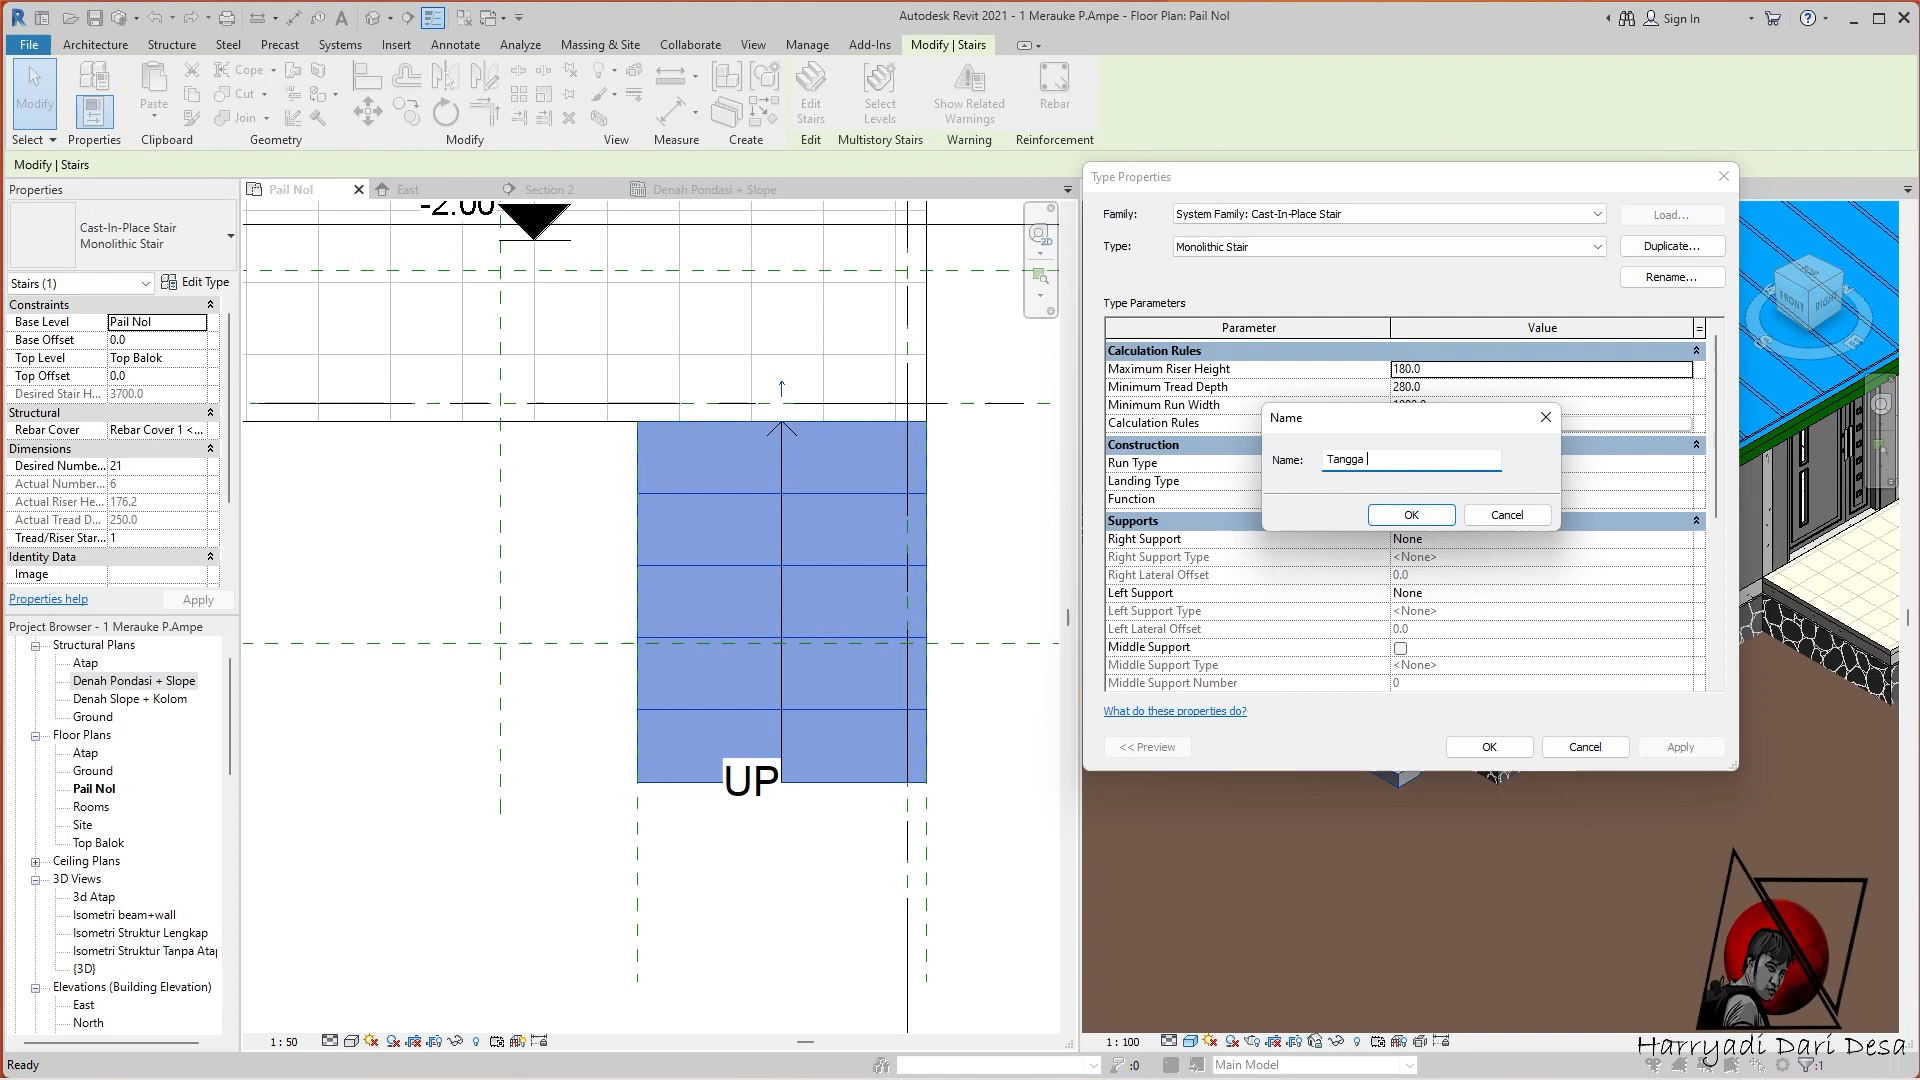 Autodesk Revit 2021 - 1 Merauke P.Ampe - Floor Plan: Pail Nol
Sign In
File Architecture Structure Steel Precast Systems Insert Annotate Analyze Massing & Site Collaborate View Manage Add-Ins Modify | Stairs
Modify
Paste
Cope
Cut
Join
Edit Stairs
Select Levels
Show Related Warnings
Rebar
Select Properties Clipboard Geometry Modify View Measure Create Edit Multistory Stairs Warning Reinforcement
Modify | Stairs
Properties
Cast-In-Place Stair
Monolithic Stair
Stairs (1) Edit Type
Constraints
Base Level Pail Nol
Base Offset 0.0
Top Level Top Balok
Top Offset 0.0
Desired Stair H... 3700.0
Structural
Rebar Cover Rebar Cover 1 <...
Dimensions
Desired Numbe... 21
Actual Number... 6
Actual Riser He... 176.2
Actual Tread D... 250.0
Tread/Riser Star... 1
Identity Data
Image
Properties help Apply
Project Browser - 1 Merauke P.Ampe
Structural Plans
Atap
Denah Pondasi + Slope
Denah Slope + Kolom
Ground
Floor Plans
Atap
Ground
Pail Nol
Rooms
Site
Top Balok
Ceiling Plans
3D Views
3d Atap
Isometri beam+wall
Isometri Struktur Lengkap
Isometri Struktur Tanpa Ata
{3D}
Elevations (Building Elevation)
East
North
Ready
Pail Nol East Section 2 Denah Pondasi + Slope
-2.00
2D
UP
1 : 50
Type Properties
Family: System Family: Cast-In-Place Stair Load...
Type: Monolithic Stair Duplicate...
Rename...
Type Parameters
Parameter Value =
Calculation Rules
Maximum Riser Height 180.0
Minimum Tread Depth 280.0
Minimum Run Width
Calculation Rules
Construction
Run Type
Landing Type
Function
Supports
Right Support None
Right Support Type <None>
Right Lateral Offset 0.0
Left Support None
Left Support Type <None>
Left Lateral Offset 0.0
Middle Support
Middle Support Type <None>
Middle Support Number 0
What do these properties do?
<< Preview OK Cancel Apply
Name
Name: Tangga
OK Cancel
FRONT RIGHT
S E
1 : 100
:0
Main Model
:1
Harryadi Dari Desa